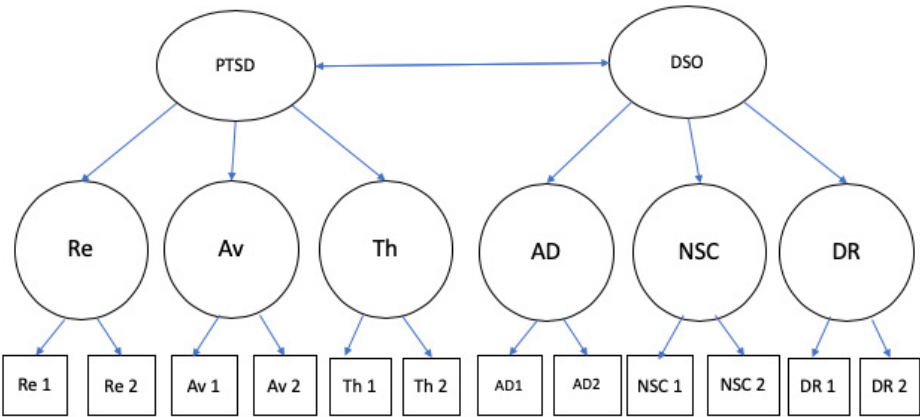 PTSD
DSO
Re
Av
Th
AD
NSC
DR
Re 1
Re 2
Av 1
Av 2
Th 1
Th 2
AD1
AD2
NSC 1
NSC 2
DR 1
DR 2